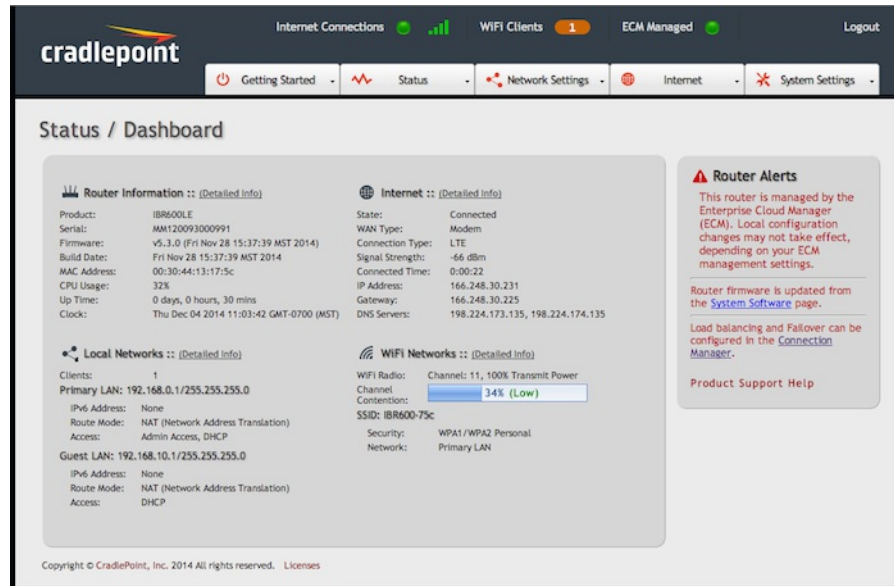 cradlepoint
Internet Connections
WiFi Clients 1
ECM Managed
Logout
Getting Started
Status
Network Settings
Internet
System Settings
Status / Dashboard
Router Information :: (Detailed Info)
Product: IBR600LE
Serial: MM120093000991
Firmware: v5.3.0 (Fri Nov 28 15:37:39 MST 2014)
Build Date: Fri Nov 28 15:37:39 MST 2014
MAC Address: 00:30:44:13:17:5c
CPU Usage: 32%
Up Time: 0 days, 0 hours, 30 mins
Clock: Thu Dec 04 2014 11:03:42 GMT-0700 (MST)
Internet :: (Detailed Info)
State: Connected
WAN Type: Modem
Connection Type: LTE
Signal Strength: -66 dBm
Connected Time: 0:00:22
IP Address: 166.248.30.231
Gateway: 166.248.30.225
DNS Servers: 198.224.173.135, 198.224.174.135
Local Networks :: (Detailed Info)
Clients: 1
Primary LAN: 192.168.0.1/255.255.255.0
IPv6 Address: None
Route Mode: NAT (Network Address Translation)
Access: Admin Access, DHCP
Guest LAN: 192.168.10.1/255.255.255.0
IPv6 Address: None
Route Mode: NAT (Network Address Translation)
Access: DHCP
WiFi Networks :: (Detailed Info)
WiFi Radio: Channel: 11, 100% Transmit Power
Channel
Contention: 34% (Low)
SSID: IBR600-75c
Security: WPA1/WPA2 Personal
Network: Primary LAN
Router Alerts
This router is managed by the
Enterprise Cloud Manager
(ECM). Local configuration
changes may not take effect,
depending on your ECM
management settings.
Router firmware is updated from
the System Software page.
Load balancing and Failover can be
configured in the Connection
Manager.
Product Support Help
Copyright © CradlePoint, Inc. 2014 All rights reserved. Licenses